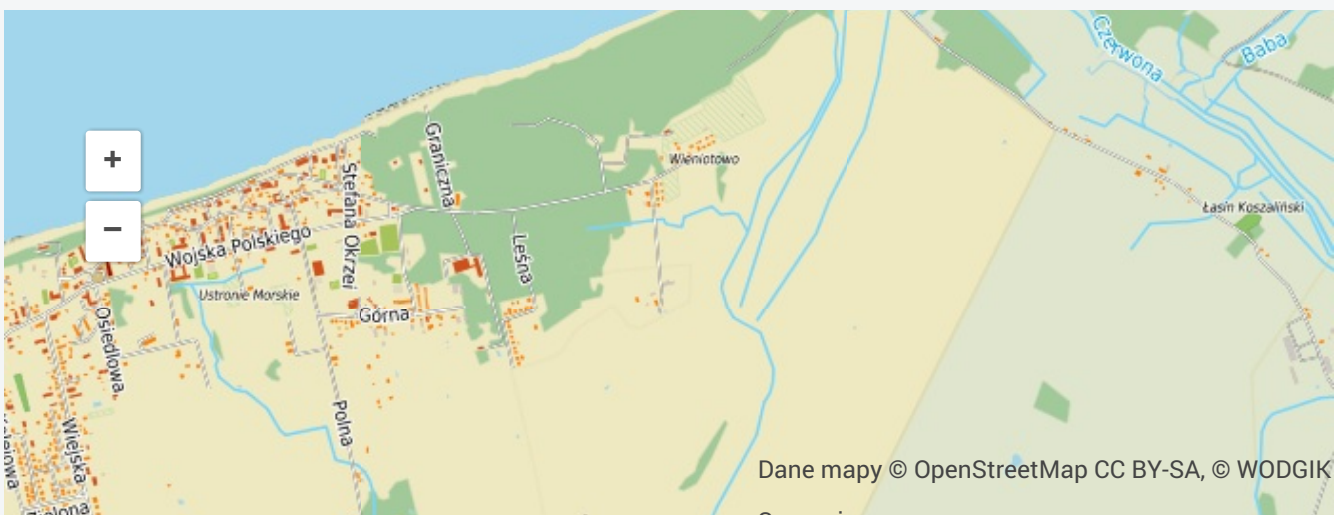 Czerwona
Baba
+
Graniczna
Wieniotowo
Stefana Okrzei
Łasin Koszaliński
−
Wojska Polskiego
Leśna
Ustronie Morskie
Osiedlowa
Górna
Polna
Wiejska
Dane mapy © OpenStreetMap CC BY-SA, © WODGIK